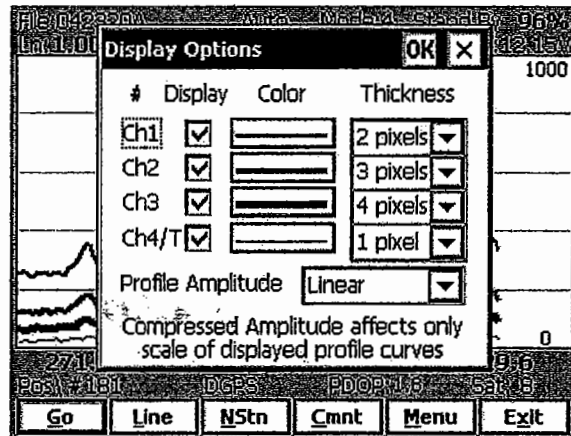 96%
Display Options OK
1000
# Display Color Thickness
Ch1 2 pixels
Ch2 3 pixels
Ch3 4 pixels
Ch4/T 1 pixel
Profile Amplitude Linear
Compressed Amplitude affects only
scale of displayed profile curves
0
DGPS
Go Line NStn Cmnt Menu Exit